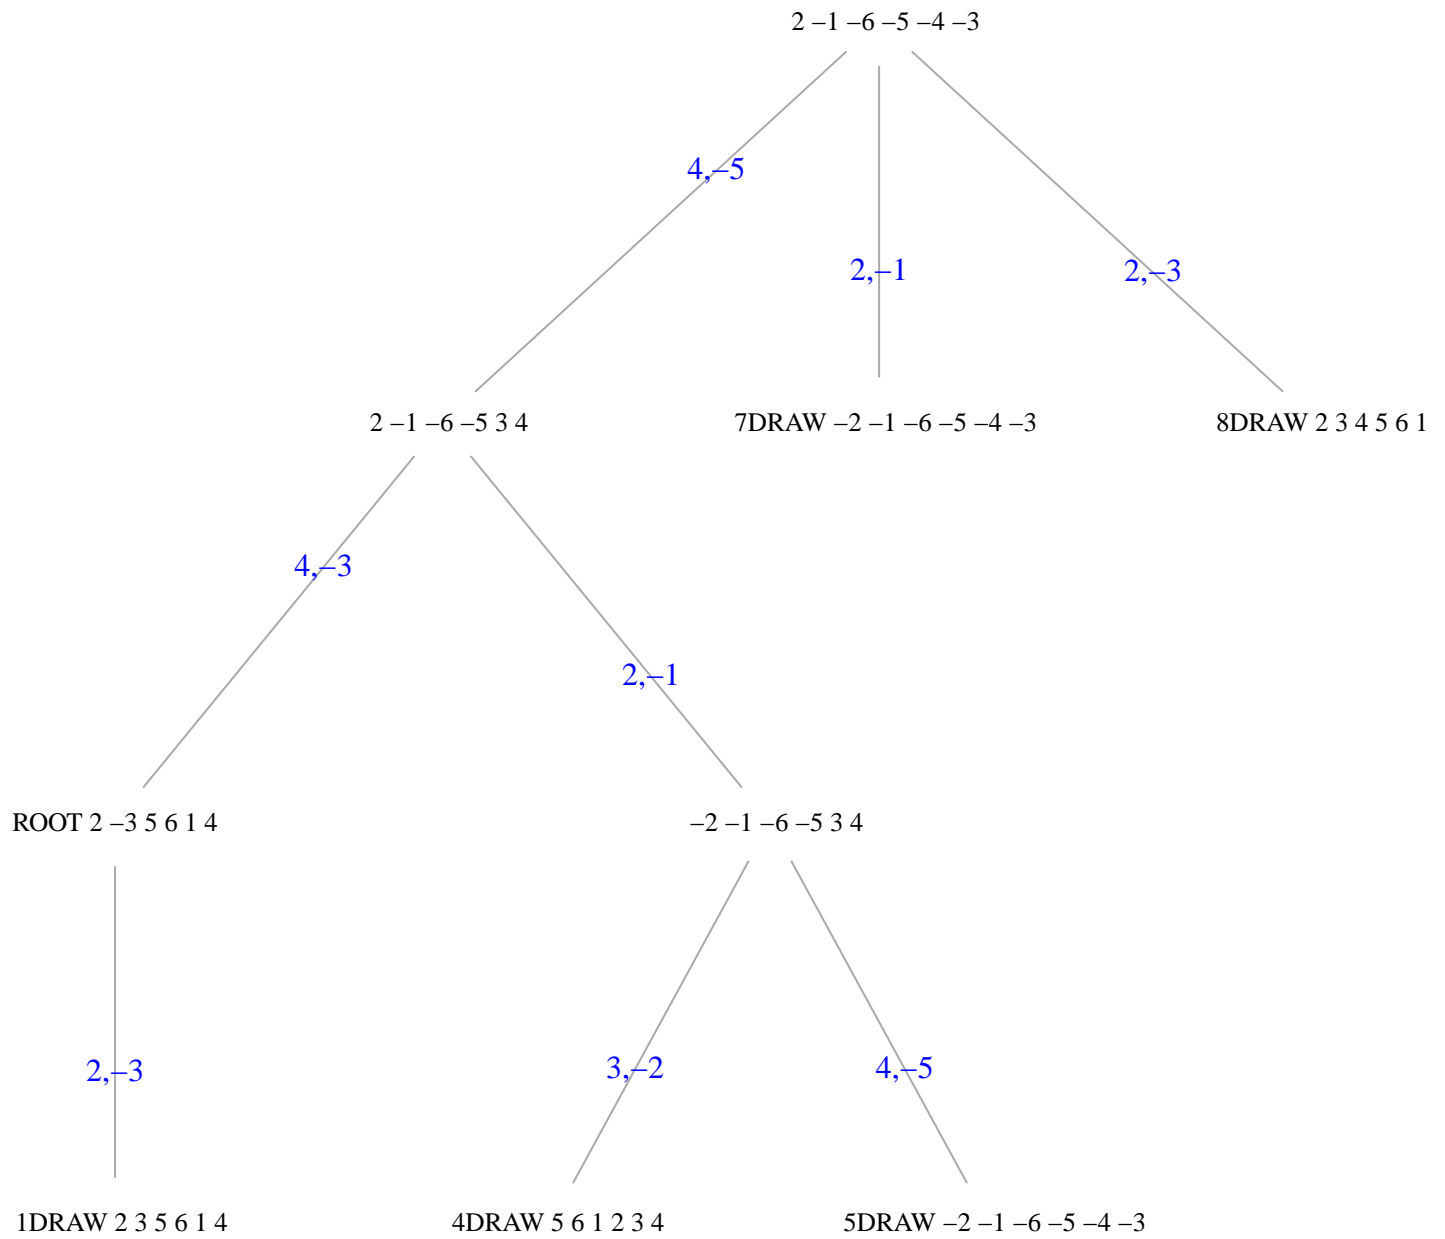 2 –1 –6 –5 –4 –3
4,–5
2,–1
2,–3
2 –1 –6 –5 3 4
7DRAW –2 –1 –6 –5 –4 –3
8DRAW 2 3 4 5 6 1
4,–3
2,–1
ROOT 2 –3 5 6 1 4
–2 –1 –6 –5 3 4
2,–3
3,–2
4,–5
1DRAW 2 3 5 6 1 4
4DRAW 5 6 1 2 3 4
5DRAW –2 –1 –6 –5 –4 –3